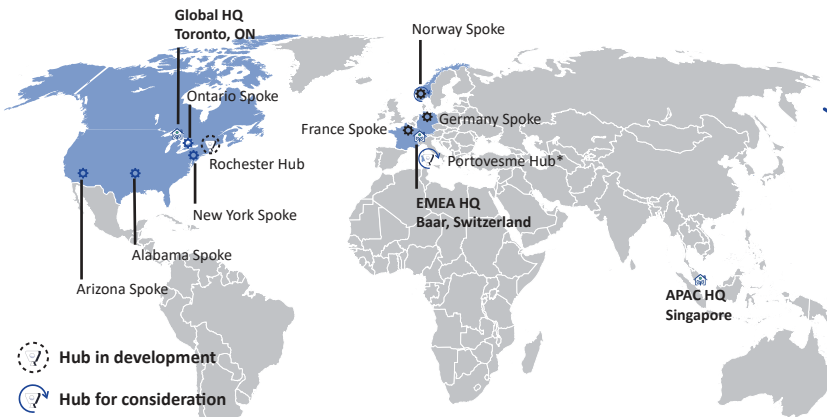 Global HQ
Toronto, ON
Norway Spoke
Ontario Spoke
France Spoke
Germany Spoke
Rochester Hub
Portovesme Hub*
New York Spoke
EMEA HQ
Baar, Switzerland
Alabama Spoke
Arizona Spoke
APAC HQ
Singapore
Hub in development
Hub for consideration